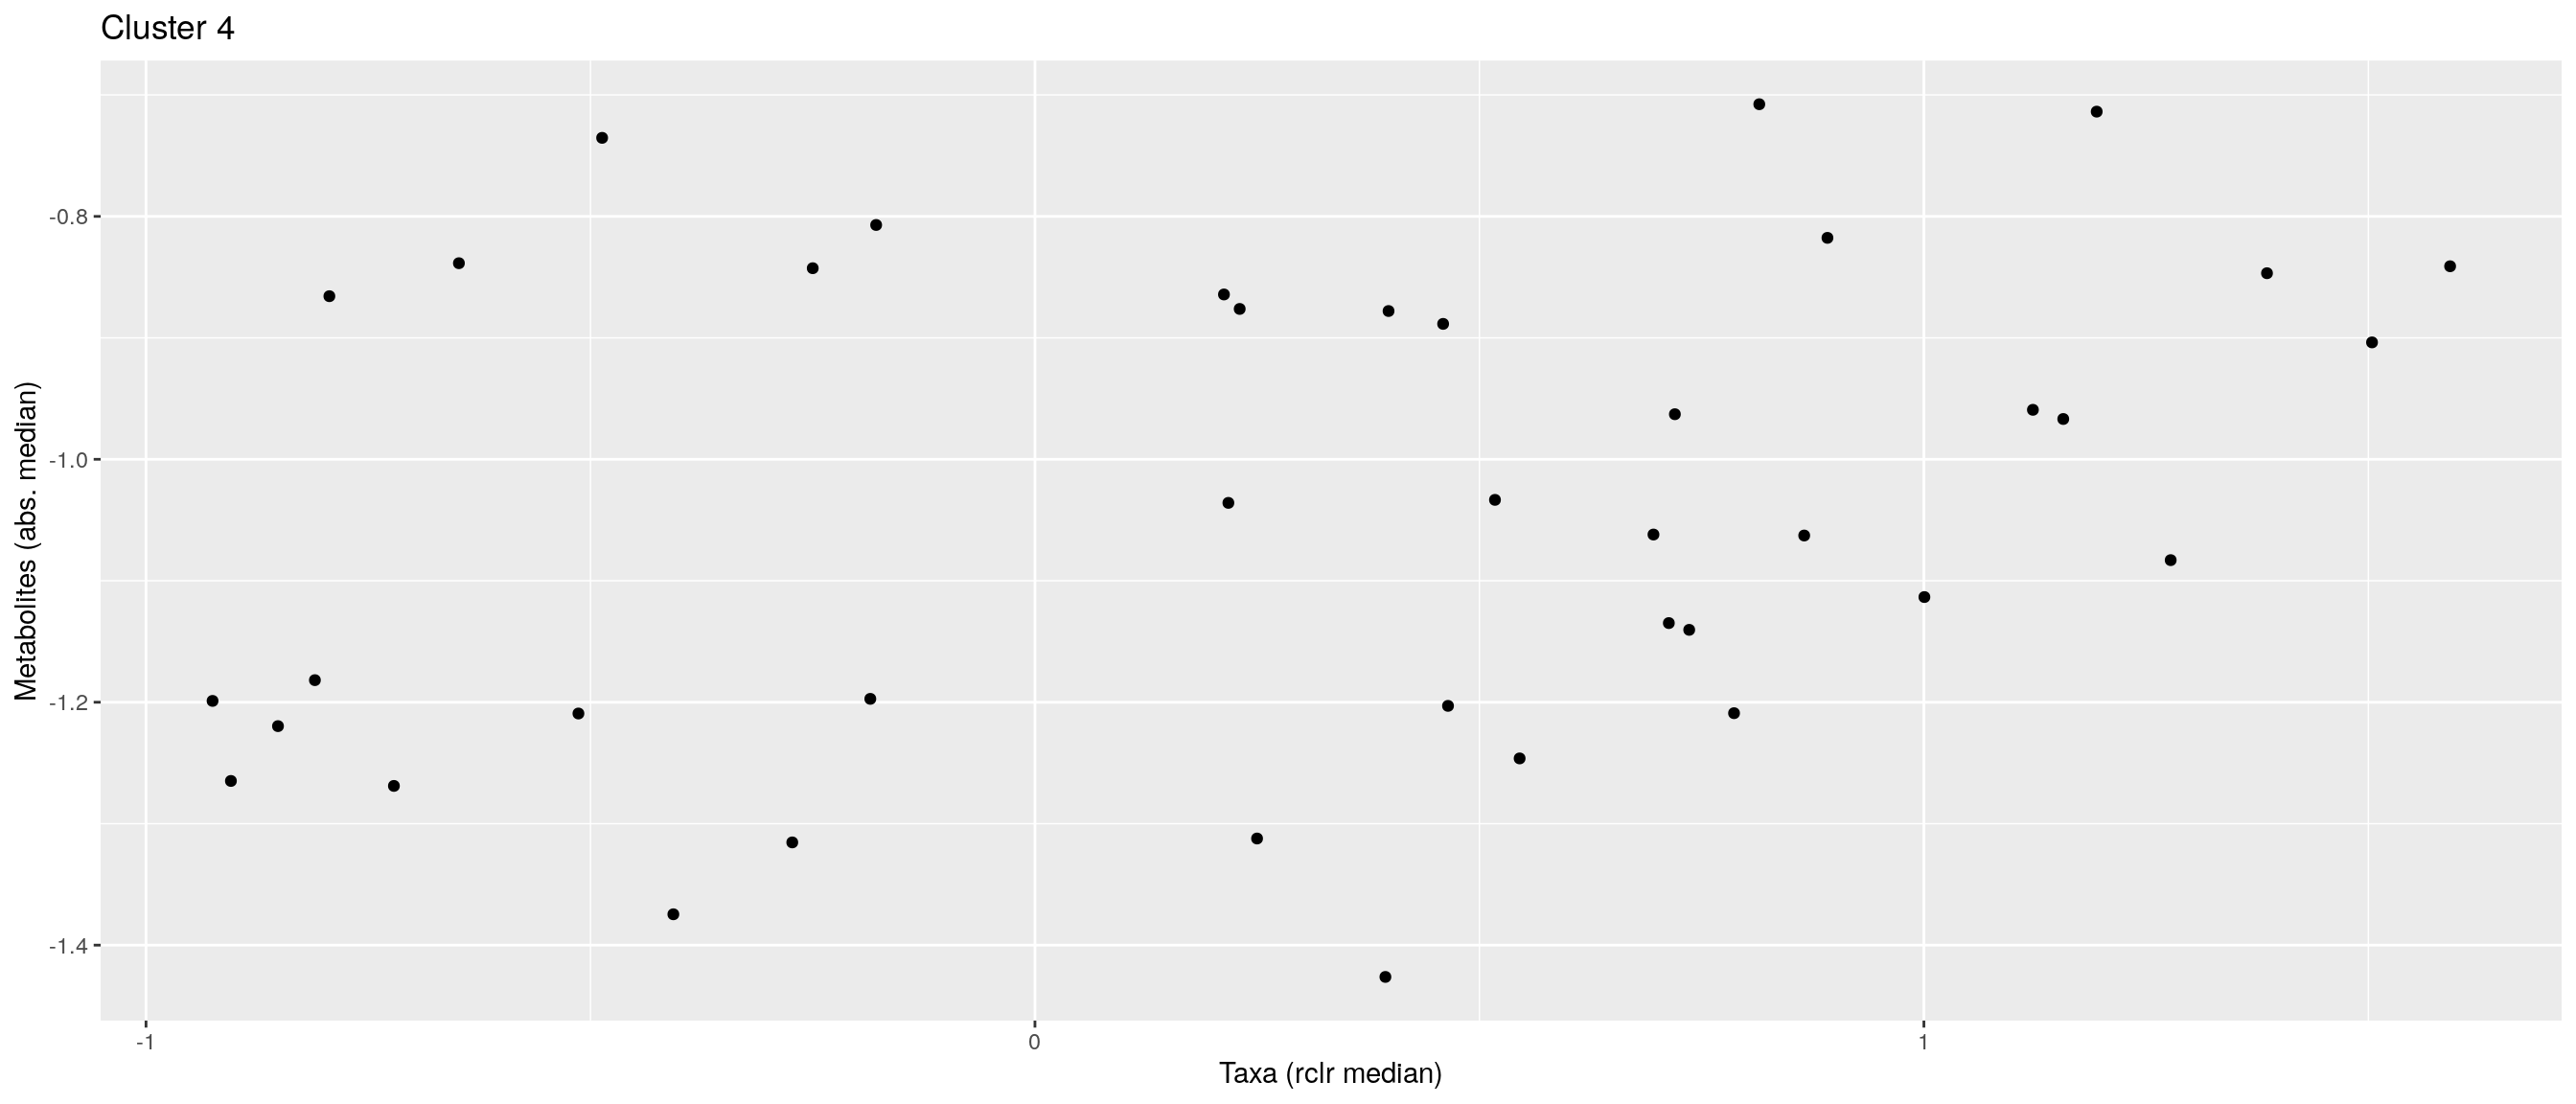 Cluster 4
Metabolites (abs. median)
-0.8
-1.0
-1.2
-1.4
-1
0
1
Taxa (rclr median)